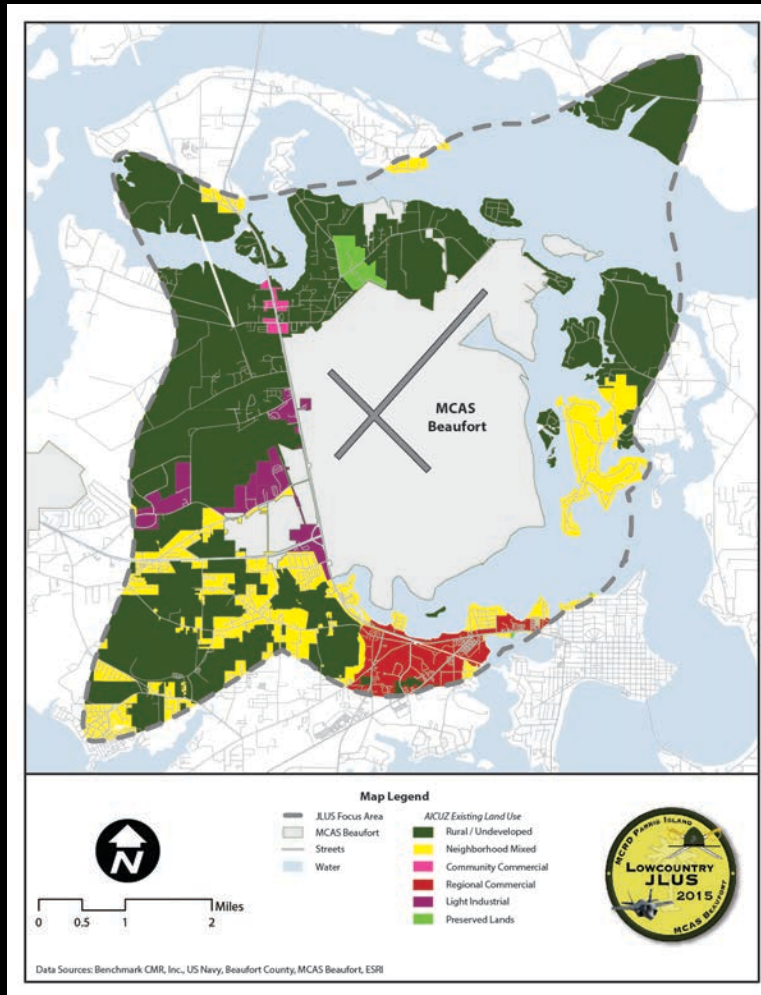 MCAS
Beaufort
Map Legend
JLUS Focus Area
MCAS Beaufort
Streets
Water
AICUZ Existing Land Use
Rural / Undeveloped
Neighborhood Mixed
Community Commercial
Regional Commercial
Light Industrial
Preserved Lands
N
Miles
0 0.5 1 2
MCRD PARRIS ISLAND
LOWCOUNTRY
JLUS
2015
MCAS BEAUFORT
Data Sources: Benchmark CMR, Inc., US Navy, Beaufort County, MCAS Beaufort, ESRI